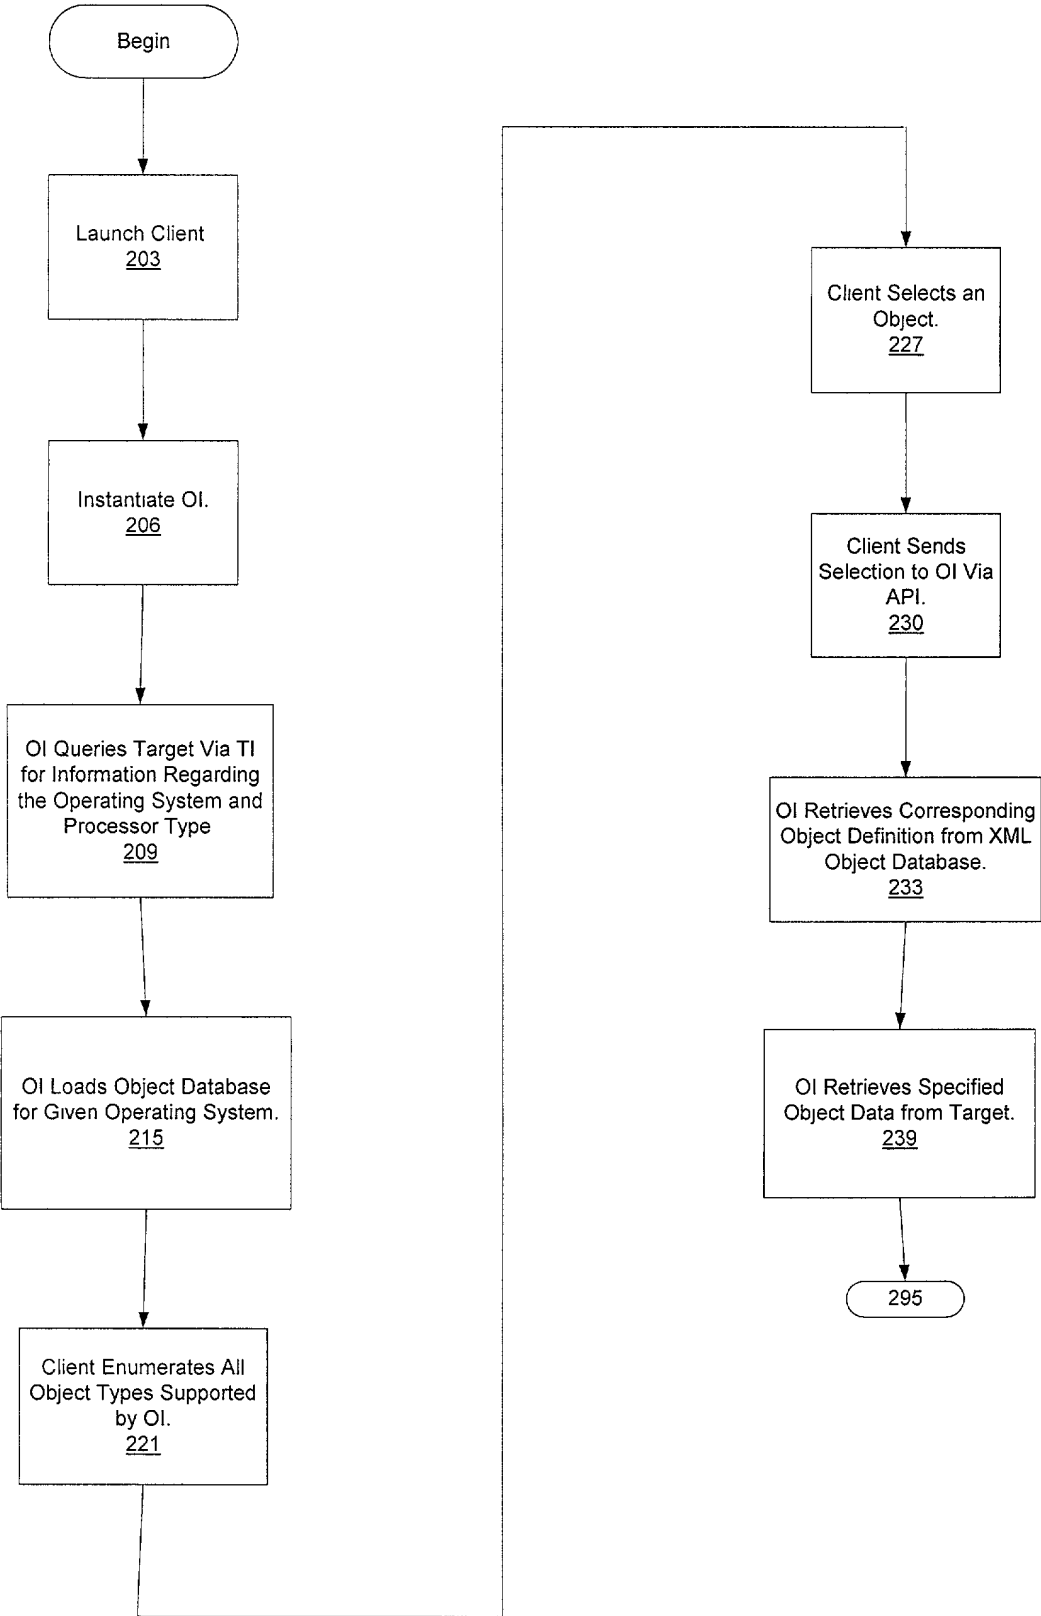 Begin
Launch Client
203
Instantiate OI.
206
OI Queries Target Via TI
for Information Regarding
the Operating System and
Processor Type
209
OI Loads Object Database
for Given Operating System.
215
Client Enumerates All
Object Types Supported
by OI.
221
Client Selects an
Object.
227
Client Sends
Selection to OI Via
API.
230
OI Retrieves Corresponding
Object Definition from XML
Object Database.
233
OI Retrieves Specified
Object Data from Target.
239
295